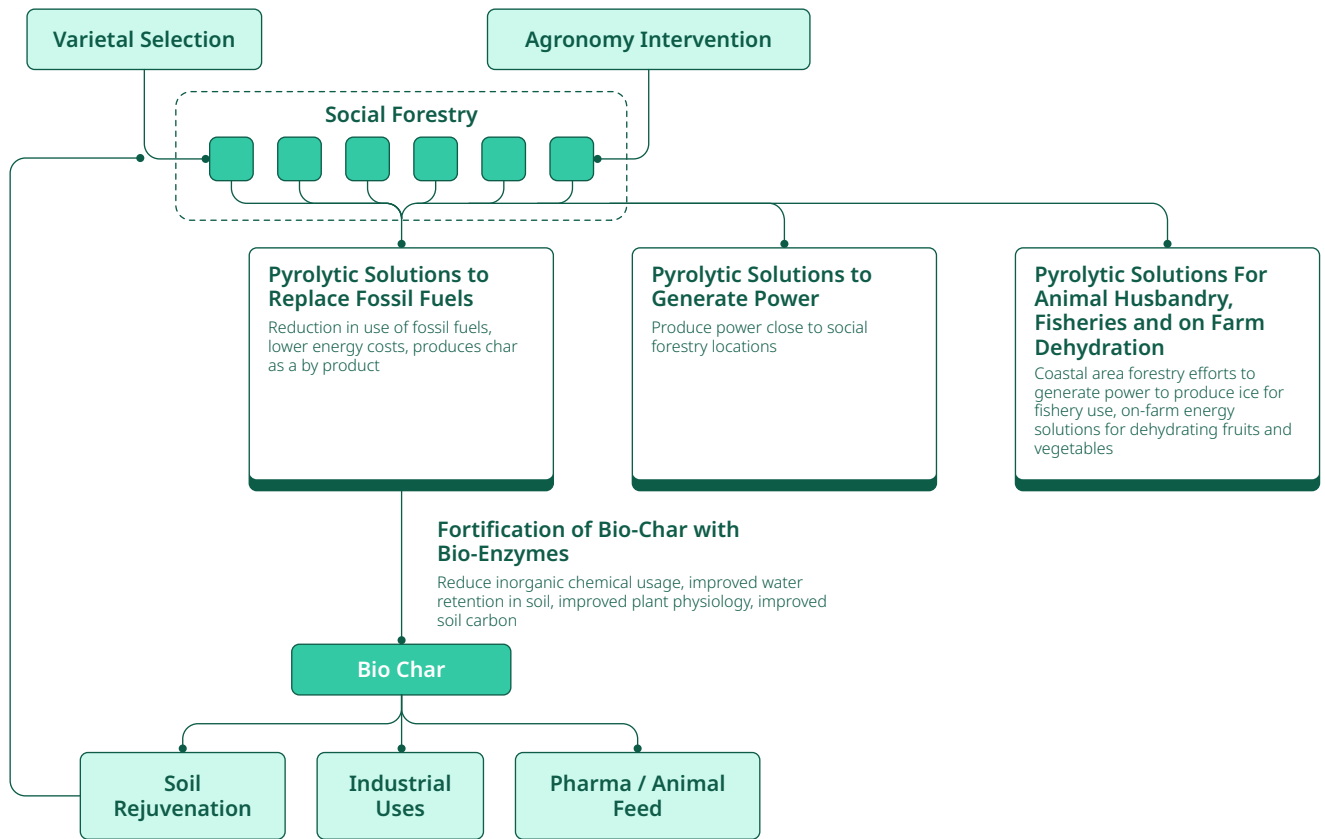 Varietal Selection
Agronomy Intervention
Social Forestry
Pyrolytic Solutions to
Replace Fossil Fuels
Reduction in use of fossil fuels,
lower energy costs, produces char
as a by product
Pyrolytic Solutions to
Generate Power
Produce power close to social
forestry locations
Pyrolytic Solutions For
Animal Husbandry,
Fisheries and on Farm
Dehydration
Coastal area forestry efforts to
generate power to produce ice for
fishery use, on-farm energy
solutions for dehydrating fruits and
vegetables
Fortification of Bio-Char with
Bio-Enzymes
Reduce inorganic chemical usage, improved water
retention in soil, improved plant physiology, improved
soil carbon
Bio Char
Soil
Rejuvenation
Industrial
Uses
Pharma / Animal
Feed